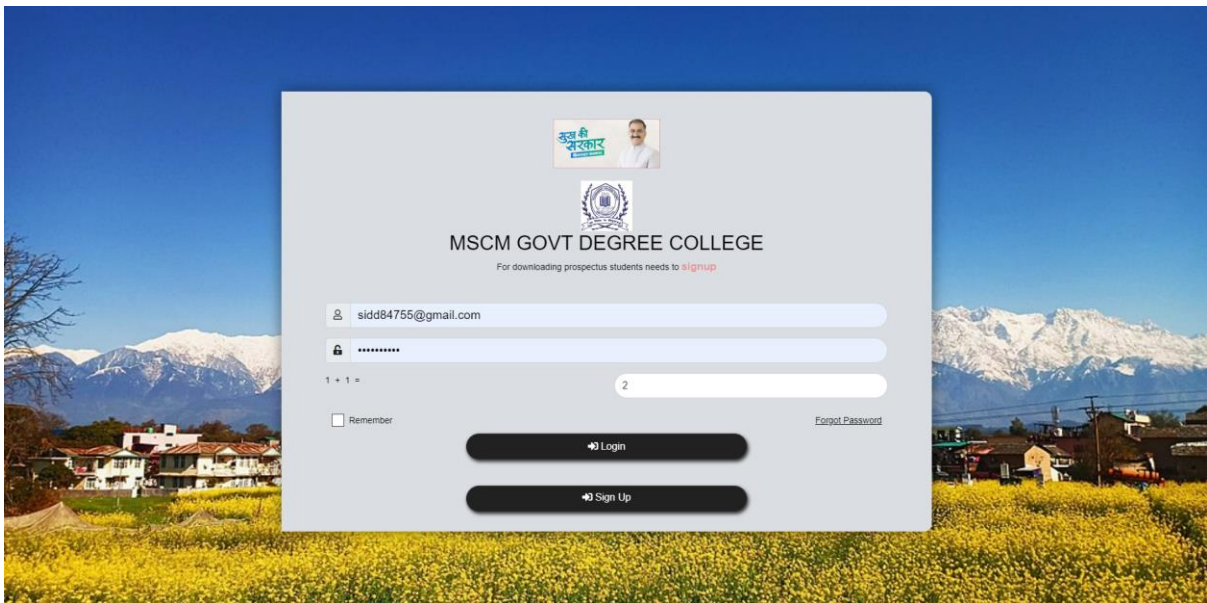 सुख की
सरकार
MSCM GOVT DEGREE COLLEGE
For downloading prospectus students needs to signup
sidd84755@gmail.com
••••••••••
1 + 1 =
2
Remember
Forgot Password
Login
Sign Up